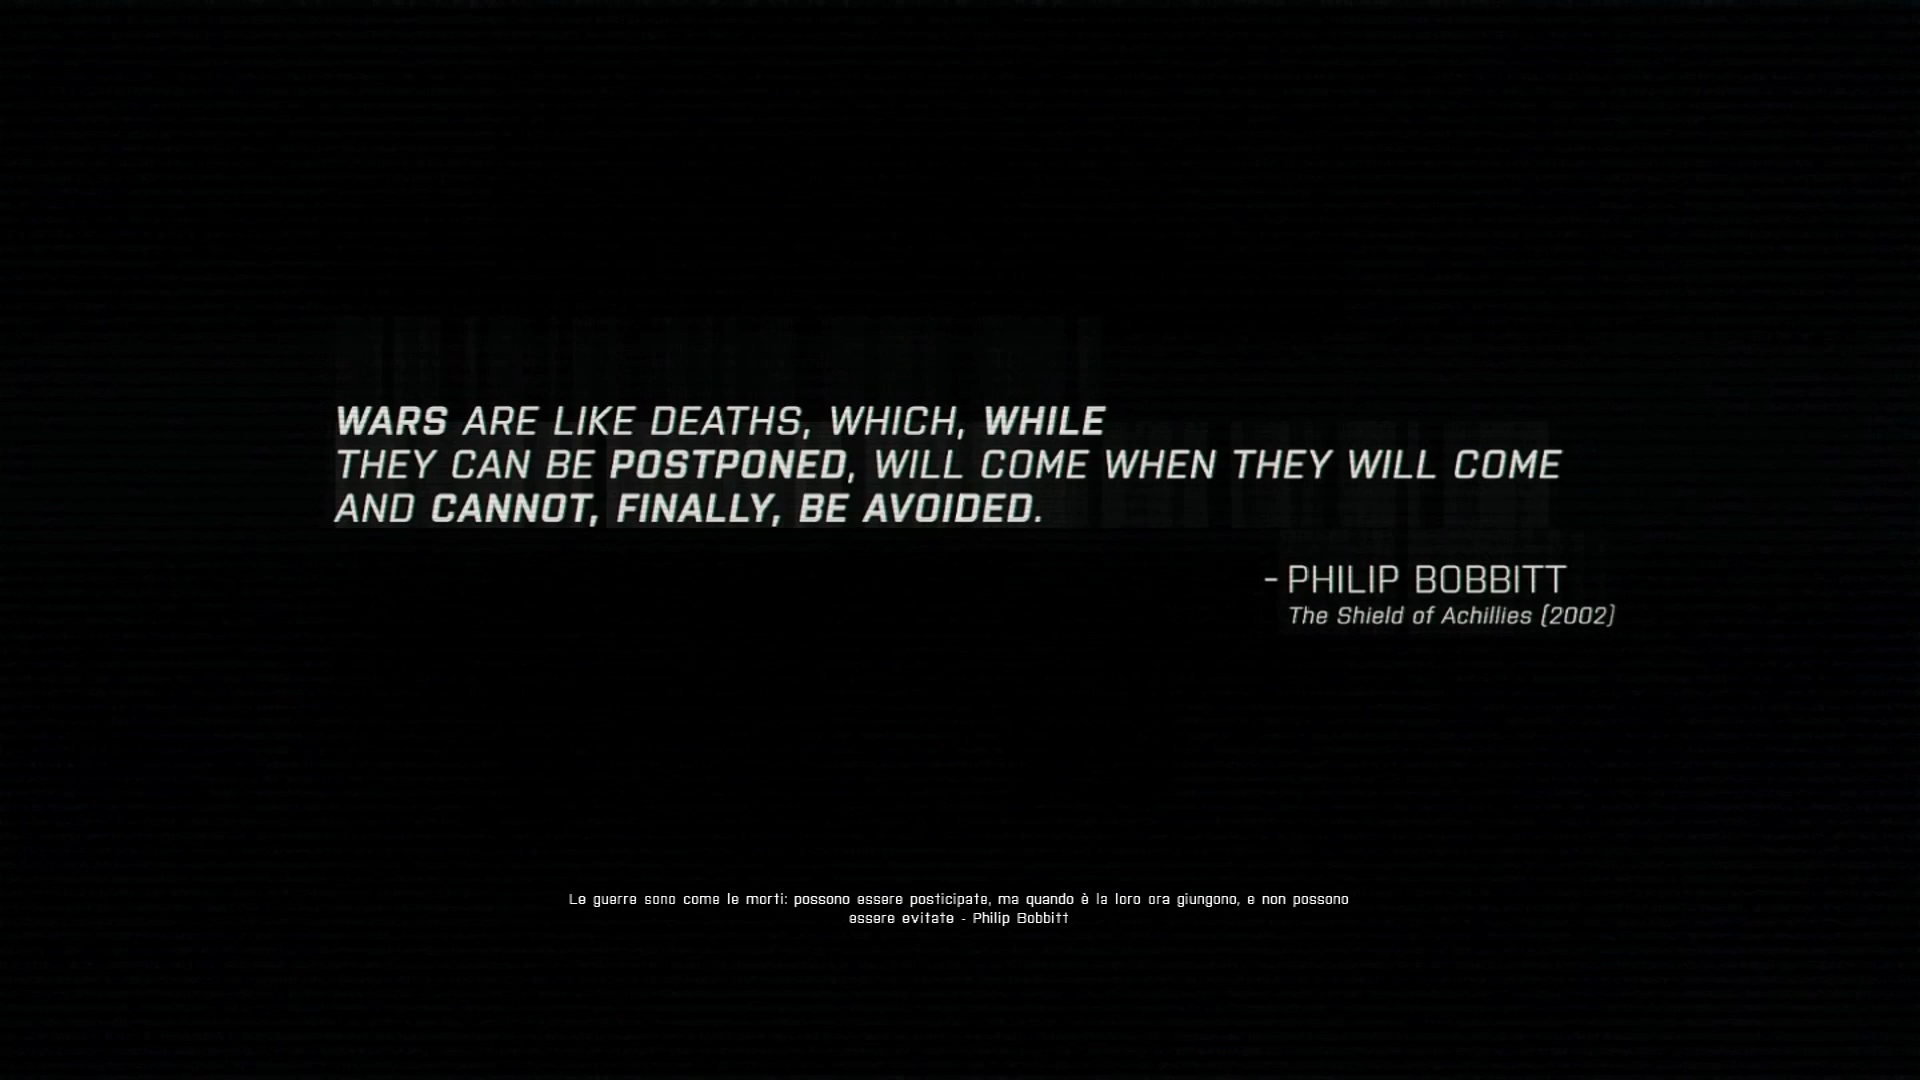 WARS ARE LIKE DEATHS, WHICH, WHILE
THEY CAN BE POSTPONED, WILL COME WHEN THEY WILL COME
AND CANNOT, FINALLY, BE AVOIDED.
- PHILIP BOBBITT
The Shield of Achillies (2002)
Le guerre sono come le morti: possono essere posticipate, ma quando è la loro ora giungono, e non possono
essere evitate - Philip Bobbitt